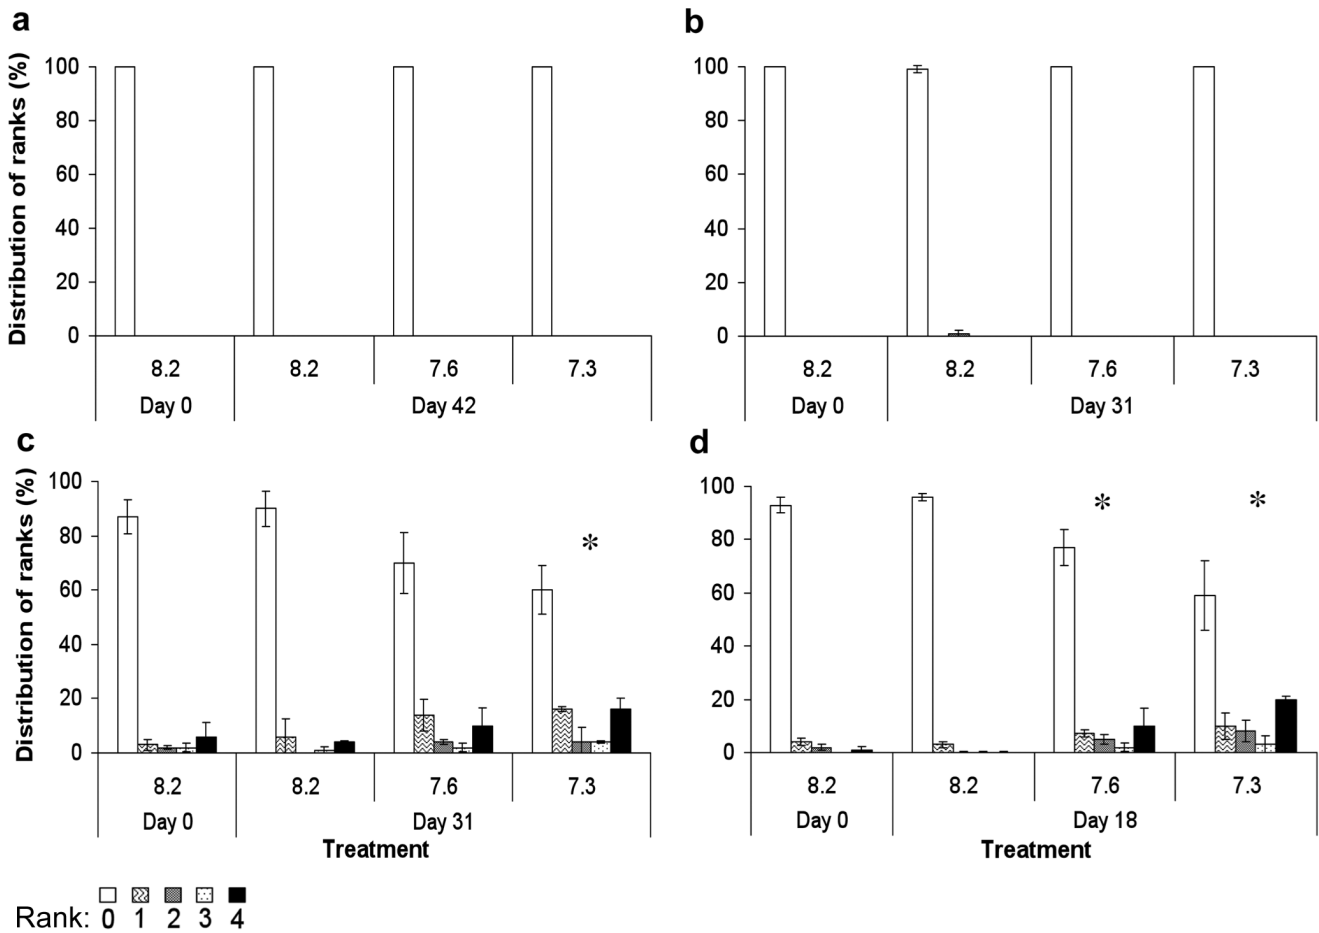 a
Distribution of ranks (%)
100
80
60
40
20
0
8.2 8.2 7.6 7.3
Day 0 Day 42
b
100
80
60
40
20
0
8.2 8.2 7.6 7.3
Day 0 Day 31
c
Distribution of ranks (%)
100
80
60
40
20
0
*
8.2 8.2 7.6 7.3
Day 0 Day 31
Treatment
d
100
80
60
40
20
0
* *
8.2 8.2 7.6 7.3
Day 0 Day 18
Treatment
Rank: 0 1 2 3 4